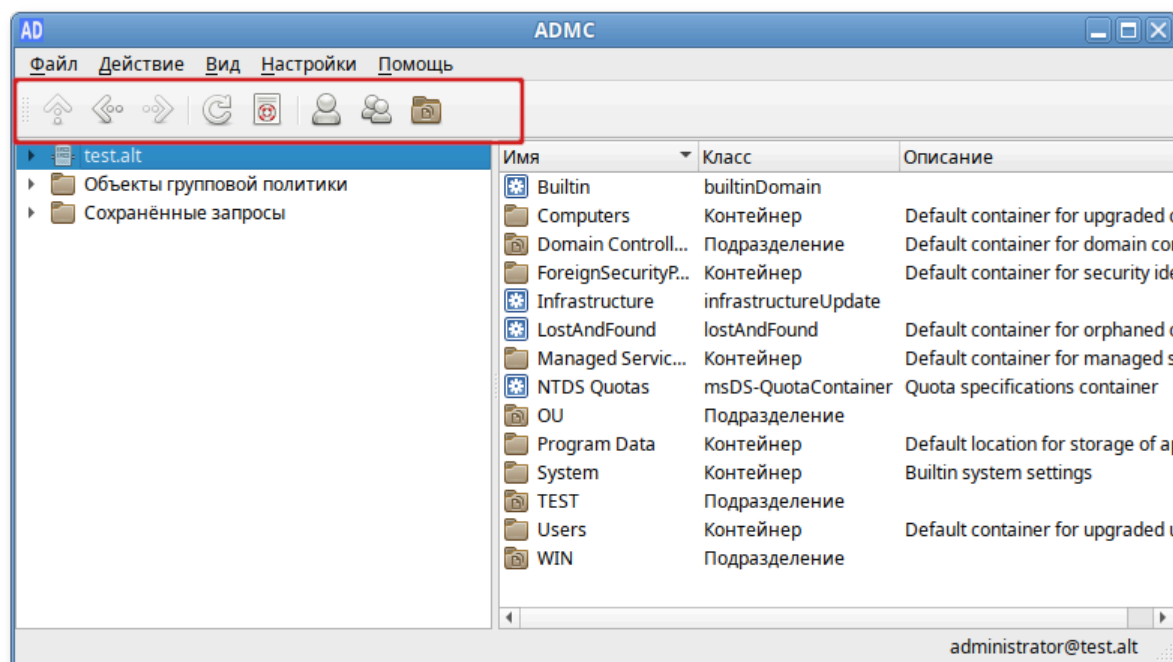 AD ADMC
Файл Действие Вид Настройки Помощь
test.alt
Объекты групповой политики
Сохранённые запросы
Имя Класс Описание
Builtin builtinDomain
Computers Контейнер Default container for upgraded
Domain Controll... Подразделение Default container for domain
ForeignSecurityP... Контейнер Default container for security
Infrastructure infrastructureUpdate
LostAndFound lostAndFound Default container for orphaned
Managed Servic... Контейнер Default container for managed
NTDS Quotas msDS-QuotaContainer Quota specifications container
OU Подразделение
Program Data Контейнер Default location for storage of
System Контейнер Builtin system settings
TEST Подразделение
Users Контейнер Default container for upgraded
WIN Подразделение
administrator@test.alt